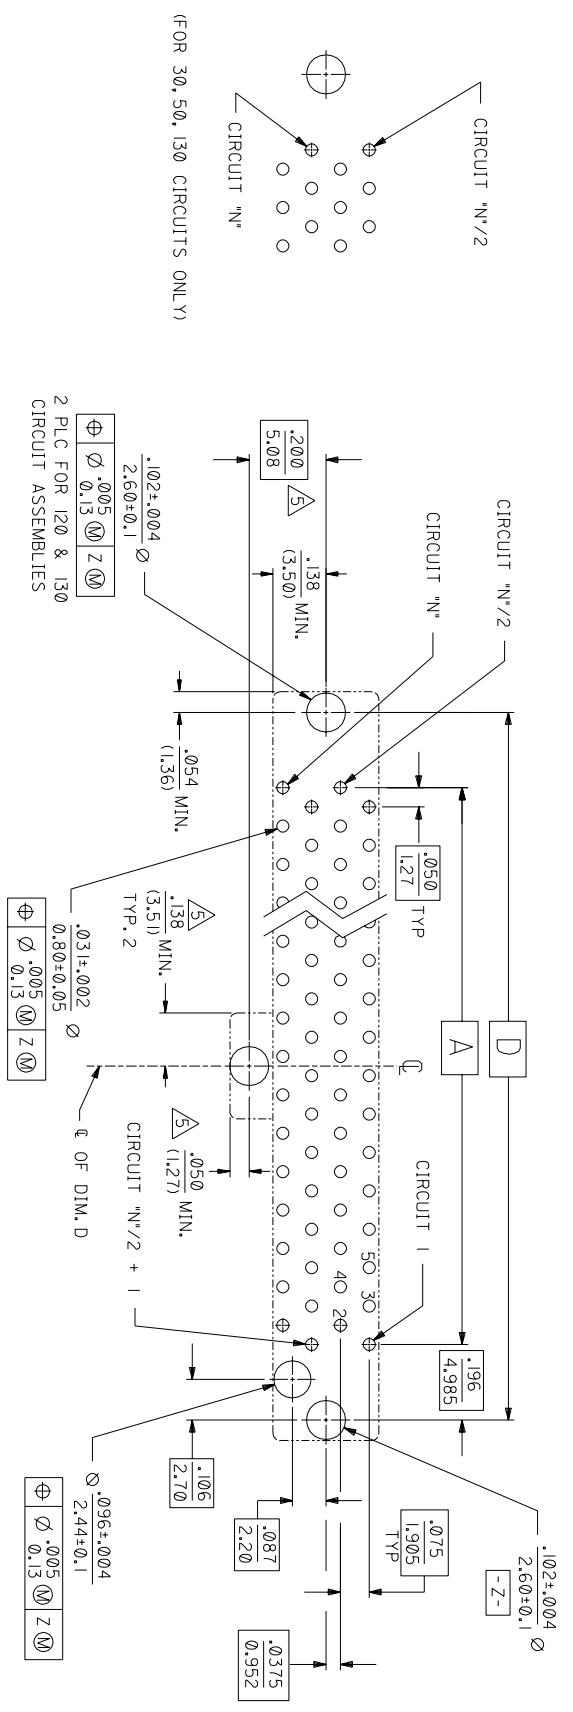 CIRCUIT "N"/2
CIRCUIT "N"
(FOR 30, 50, 130 CIRCUITS ONLY)
D
A
.196
4.985
.050
1.27
TYP
.102±.004
2.60±0.1
Ø
-Z-
CIRCUIT "N"/2
CIRCUIT "N"
CIRCUIT 1
℄
.075
1.905
TYP
5
3
4
2
.200
5.08
5
.138
(3.50)
MIN.
.0375
0.952
.087
2.20
.106
2.70
.102±.004
2.60±0.1
Ø
⌖ Ø .005
0.13 Ⓜ Z Ⓜ
2 PLC FOR 120 & 130
CIRCUIT ASSEMBLIES
.054
(1.36)
MIN.
5
.138
(3.51)
MIN.
TYP. 2
5
.050
(1.27)
MIN.
CIRCUIT "N"/2 + 1
.031±.002
0.80±0.05
Ø
⌖ Ø .005
0.13 Ⓜ Z Ⓜ
℄ OF DIM. D
Ø
.096±.004
2.44±0.1
⌖ Ø .005
0.13 Ⓜ Z Ⓜ